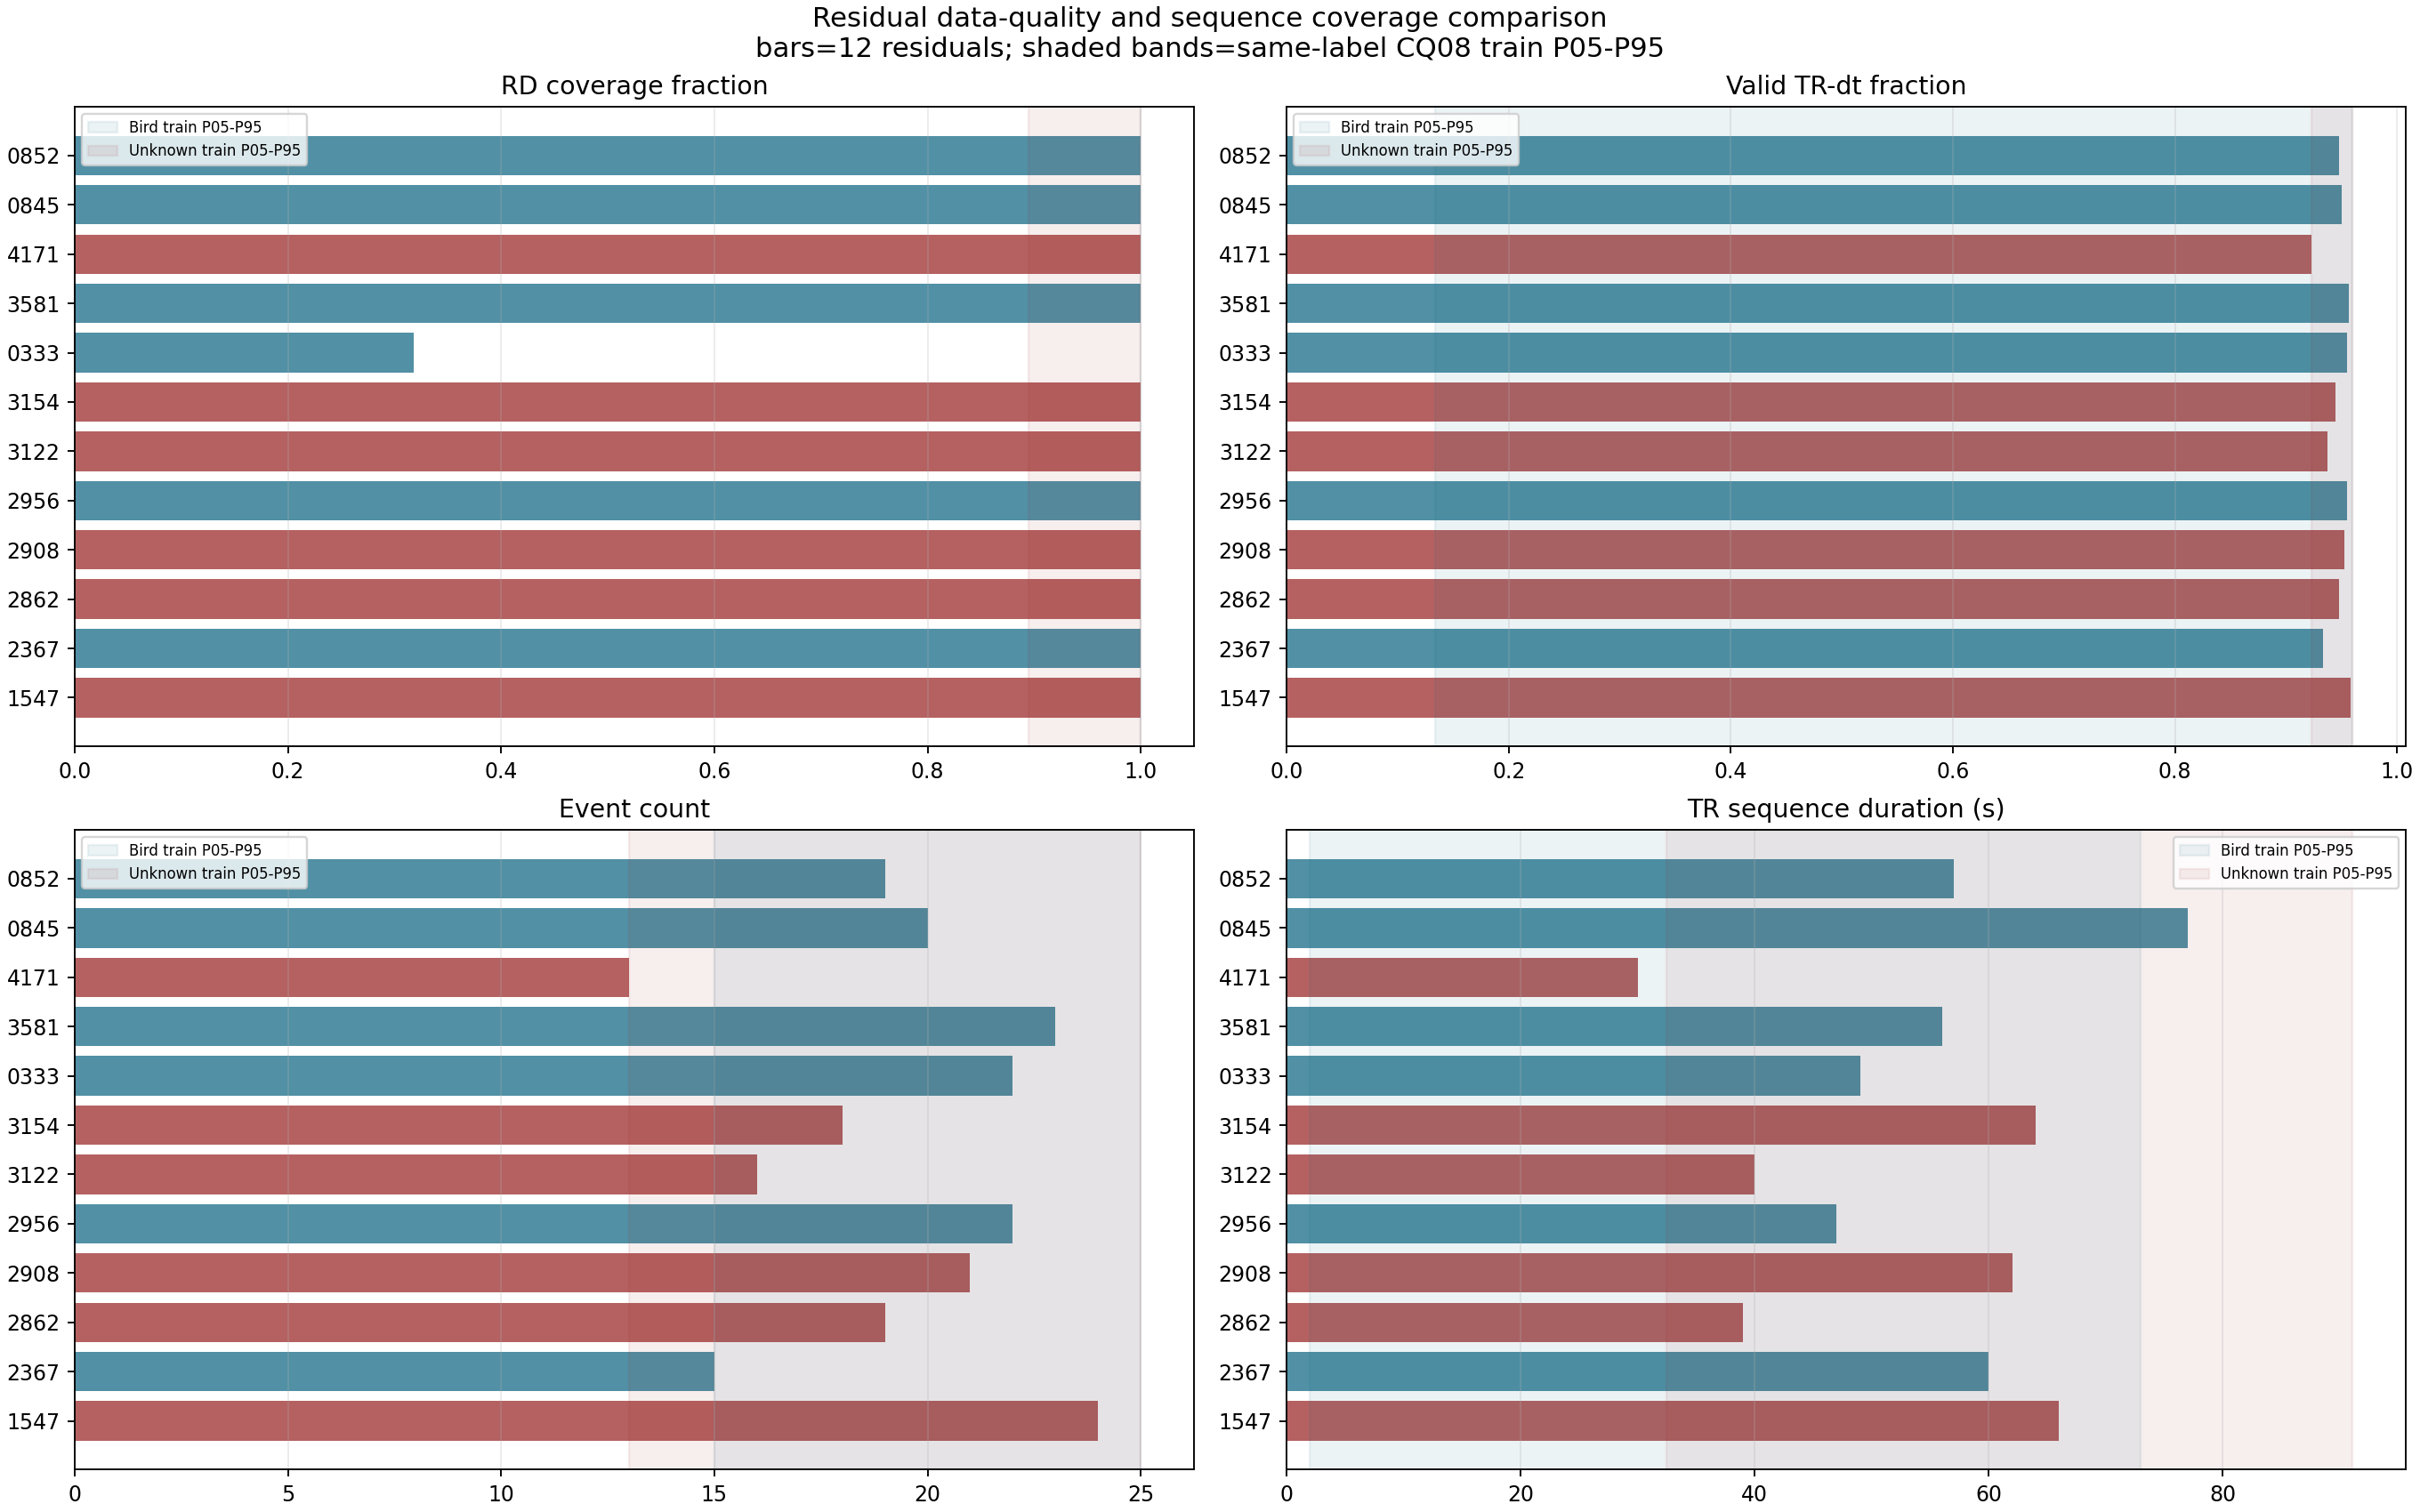 Residual data-quality and sequence coverage comparison
bars=12 residuals; shaded bands=same-label CQ08 train P05-P95
RD coverage fraction
Bird train P05-P95
Unknown train P05-P95
0852
0845
4171
3581
0333
3154
3122
2956
2908
2862
2367
1547
0.0 0.2 0.4 0.6 0.8 1.0
Valid TR-dt fraction
Bird train P05-P95
Unknown train P05-P95
0852
0845
4171
3581
0333
3154
3122
2956
2908
2862
2367
1547
0.0 0.2 0.4 0.6 0.8 1.0
Event count
Bird train P05-P95
Unknown train P05-P95
0852
0845
4171
3581
0333
3154
3122
2956
2908
2862
2367
1547
0 5 10 15 20 25
TR sequence duration (s)
Bird train P05-P95
Unknown train P05-P95
0852
0845
4171
3581
0333
3154
3122
2956
2908
2862
2367
1547
0 20 40 60 80